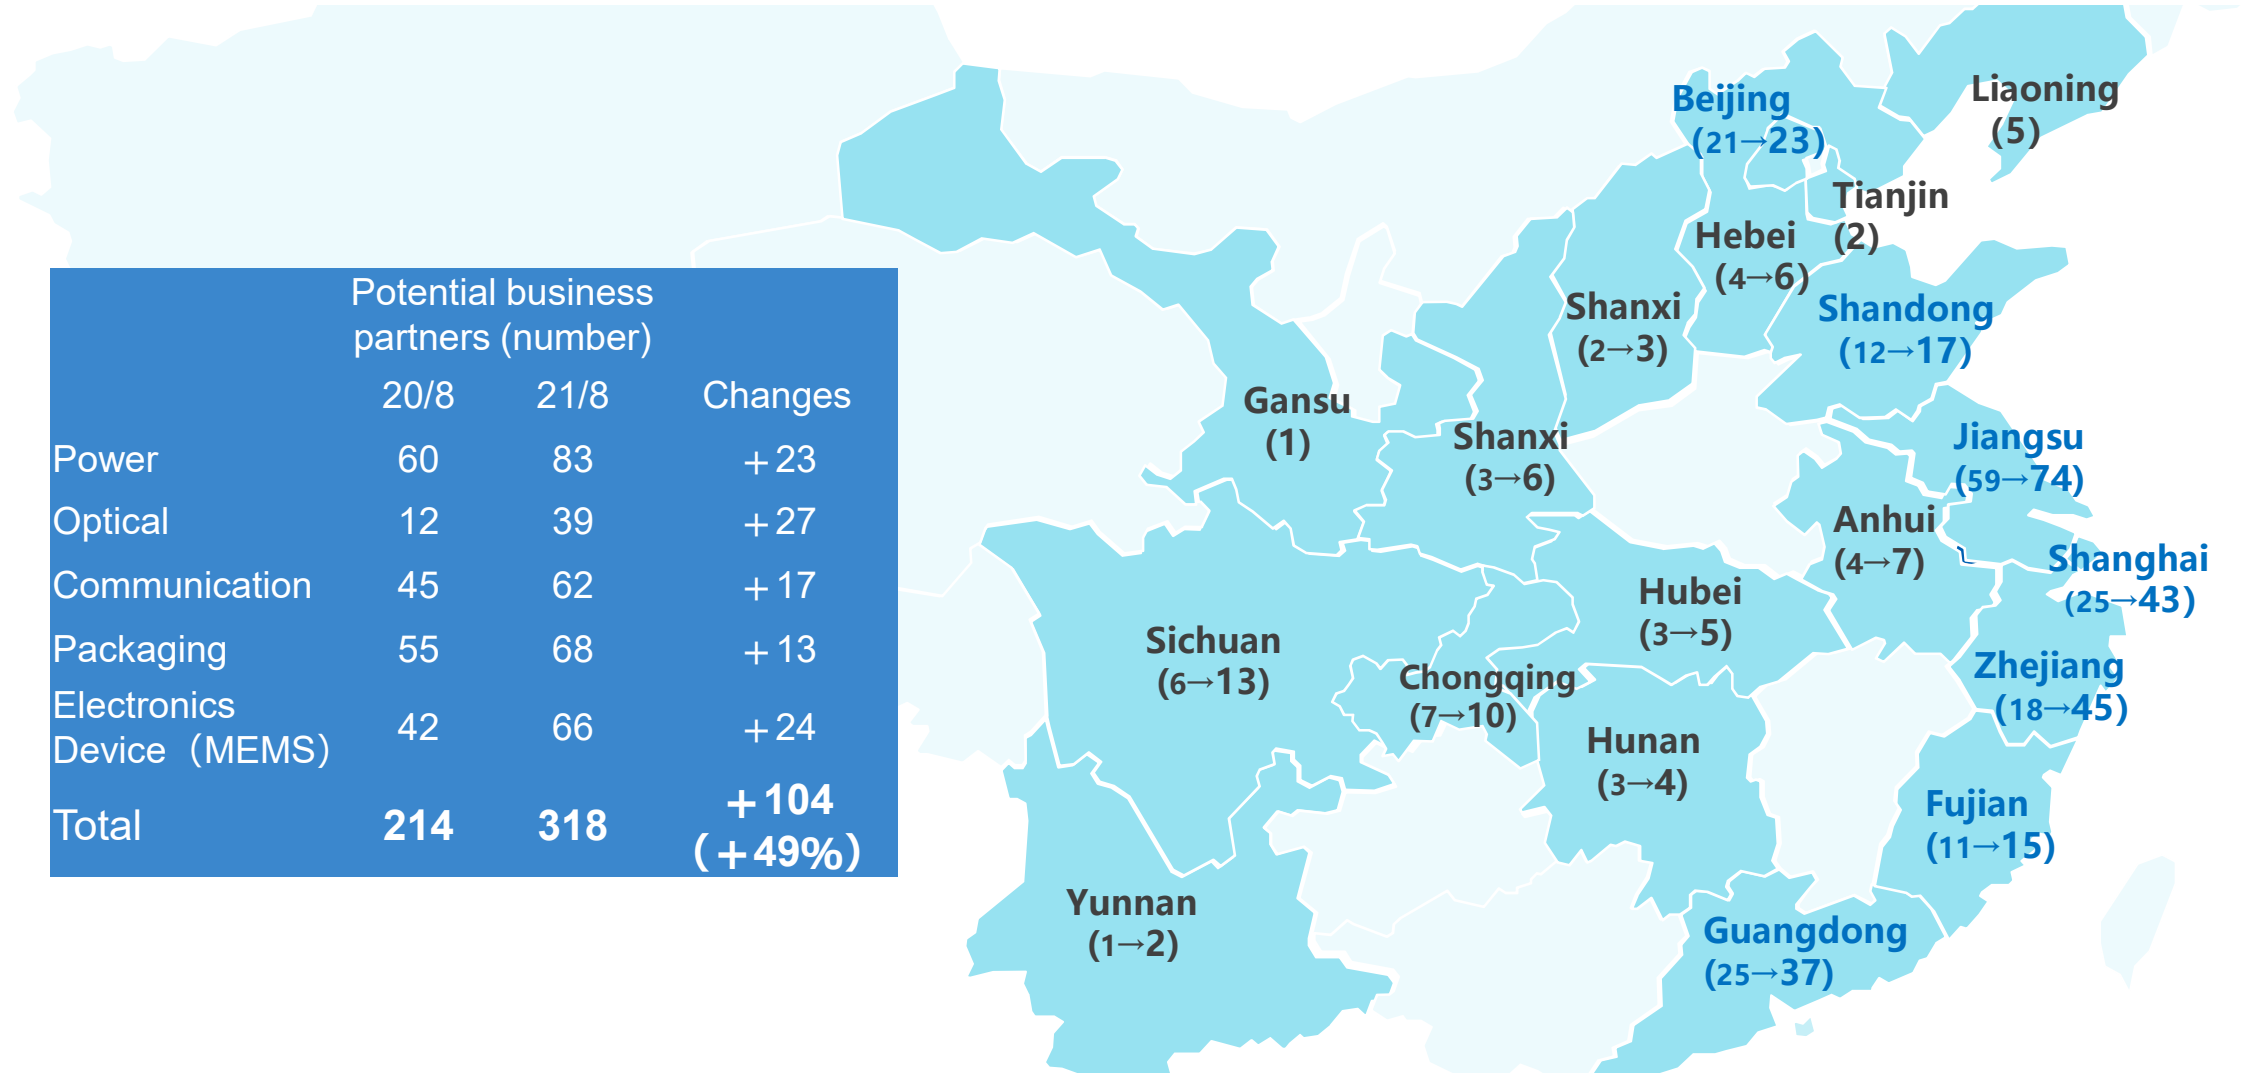 Potential business
partners (number)
20/8 21/8 Changes
Power 60 83 +23
Optical 12 39 +27
Communication 45 62 +17
Packaging 55 68 +13
Electronics
Device（MEMS） 42 66 +24
Total 214 318 +104
(+49%)
Beijing
(21→23)
Liaoning
(5)
Tianjin
(2)
Hebei
(4→6)
Shanxi
(2→3)
Shandong
(12→17)
Gansu
(1)
Shanxi
(3→6)
Jiangsu
(59→74)
Anhui
(4→7)
Shanghai
(25→43)
Hubei
(3→5)
Sichuan
(6→13)
Chongqing
(7→10)
Zhejiang
(18→45)
Hunan
(3→4)
Fujian
(11→15)
Yunnan
(1→2)
Guangdong
(25→37)